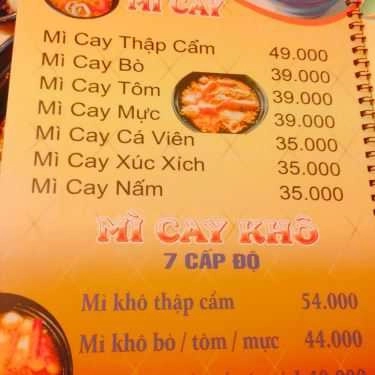 MÌ CAY
Mì Cay Thập Cẩm 49.000
Mì Cay Bò 39.000
Mì Cay Tôm 39.000
Mì Cay Mực 39.000
Mì Cay Cá Viên 35.000
Mì Cay Xúc Xích 35.000
Mì Cay Nấm 35.000
MÌ CAY KHÔ
7 CẤP ĐỘ
Mì khô thập cẩm 54.000
Mì khô bò / tôm / mực 44.000